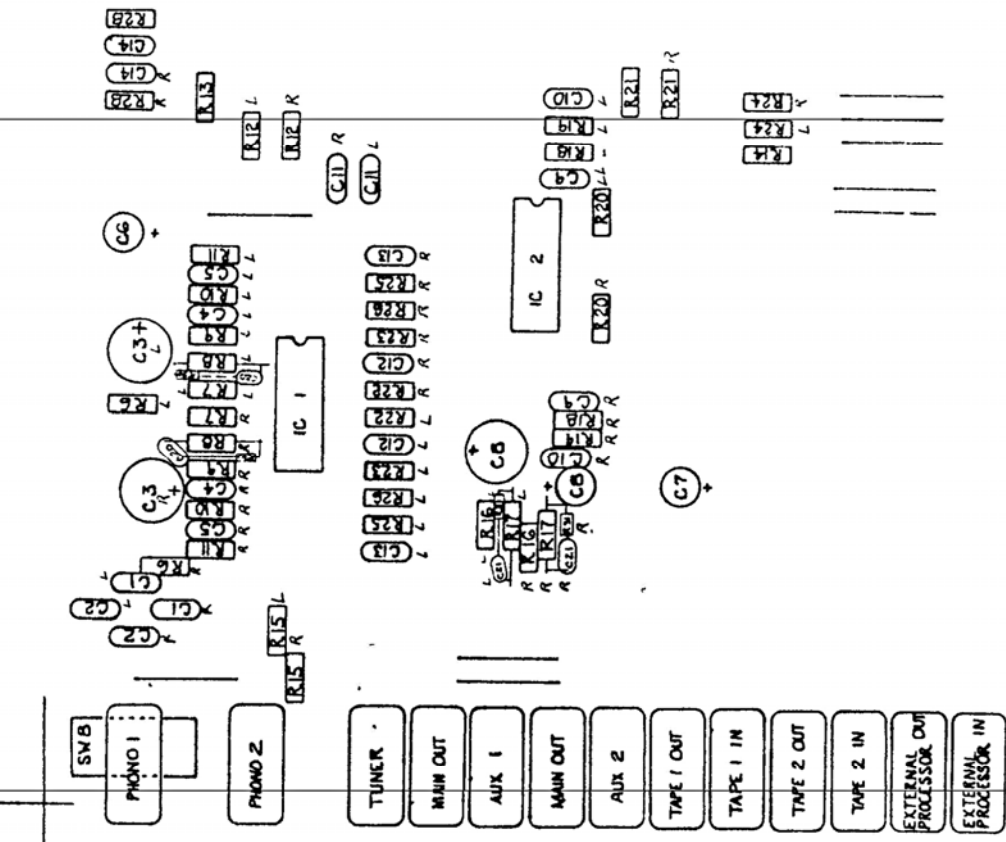 R28
C14
C14 R
R28 R
R13
R12 L
R12 R
C11 R
C11 L
C10 L
R19 L
R18 -
C9 L
R21
R21 R
R24 R
R24 L
R14
R20
IC 2
R20
C6 +
R11 L
C5 L
R10 L
C4 L
R9 L
R8 L
R7 L
R7 R
R8 R
R9 R
C4 R
R10 R
C5 R
R11 R
C3+ L
R6 L
C3 R +
R6 R
IC 1
C13 R
R25 R
R26 R
R23 R
C12 R
R22 R
R22 L
C12 L
R23 L
R26 L
R25 L
C13 L
C9 R
R18 R
R19 R
C10 R
+ C8
+ C8
C7 +
R16 L
R17 L
R16 R
R17 R
C21 L
C21 R
C20
C1 L
C2 L
C1 R
C2 R
R15 L
R15 R
SW8
PHONO 1
PHONO 2
TUNER
MAIN OUT
AUX 1
MAIN OUT
AUX 2
TAPE 1 OUT
TAPE 1 IN
TAPE 2 OUT
TAPE 2 IN
EXTERNAL
PROCESSOR OUT
EXTERNAL
PROCESSOR IN